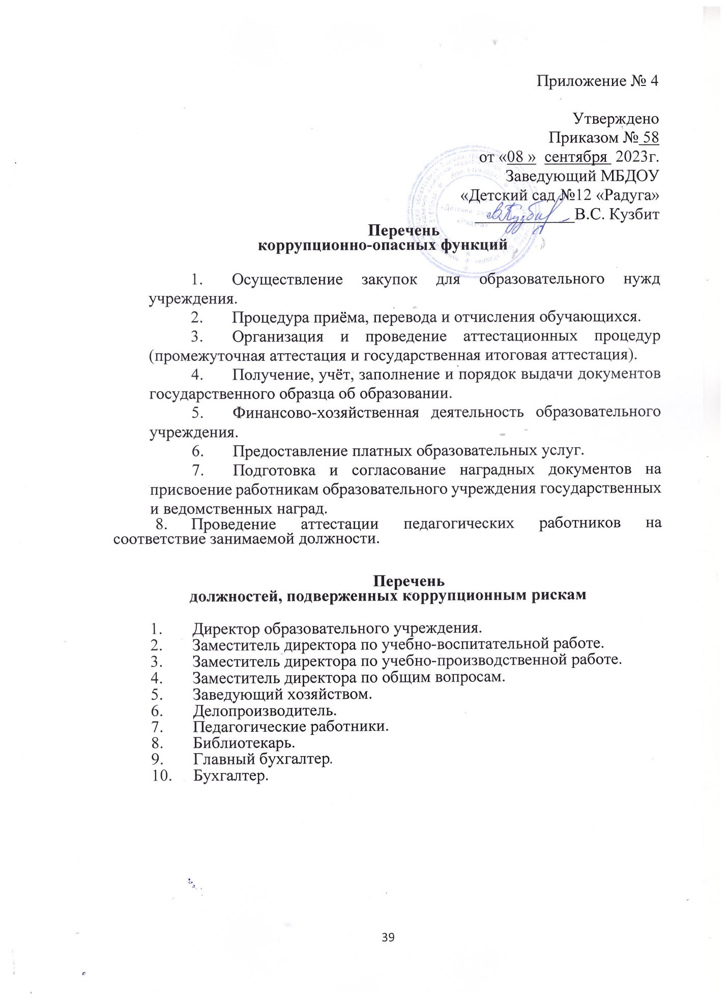 Приложение № 4
Утверждено
Приказом № 58
от «08 » сентября 2023г.
Заведующий МБДОУ
«Детский сад №12 «Радуга»
В.С. Кузбит
Перечень
коррупционно-опасных функций
1. Осуществление закупок для образовательного нужд
учреждения.
2. Процедура приёма, перевода и отчисления обучающихся.
3. Организация и проведение аттестационных процедур
(промежуточная аттестация и государственная итоговая аттестация).
4. Получение, учёт, заполнение и порядок выдачи документов
государственного образца об образовании.
5. Финансово-хозяйственная деятельность образовательного
учреждения.
6. Предоставление платных образовательных услуг.
7. Подготовка и согласование наградных документов на
присвоение работникам образовательного учреждения государственных
и ведомственных наград.
8. Проведение аттестации педагогических работников на
соответствие занимаемой должности.
Перечень
должностей, подверженных коррупционным рискам
1. Директор образовательного учреждения.
2. Заместитель директора по учебно-воспитательной работе.
3. Заместитель директора по учебно-производственной работе.
4. Заместитель директора по общим вопросам.
5. Заведующий хозяйством.
6. Делопроизводитель.
7. Педагогические работники.
8. Библиотекарь.
9. Главный бухгалтер.
10. Бухгалтер.
39